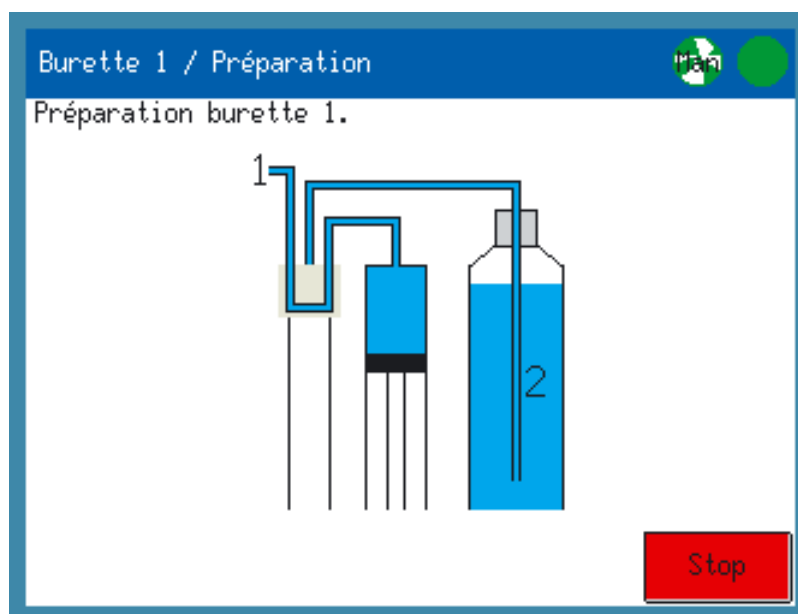 Burette 1 / Préparation
Man
Préparation burette 1.
1
2
Stop